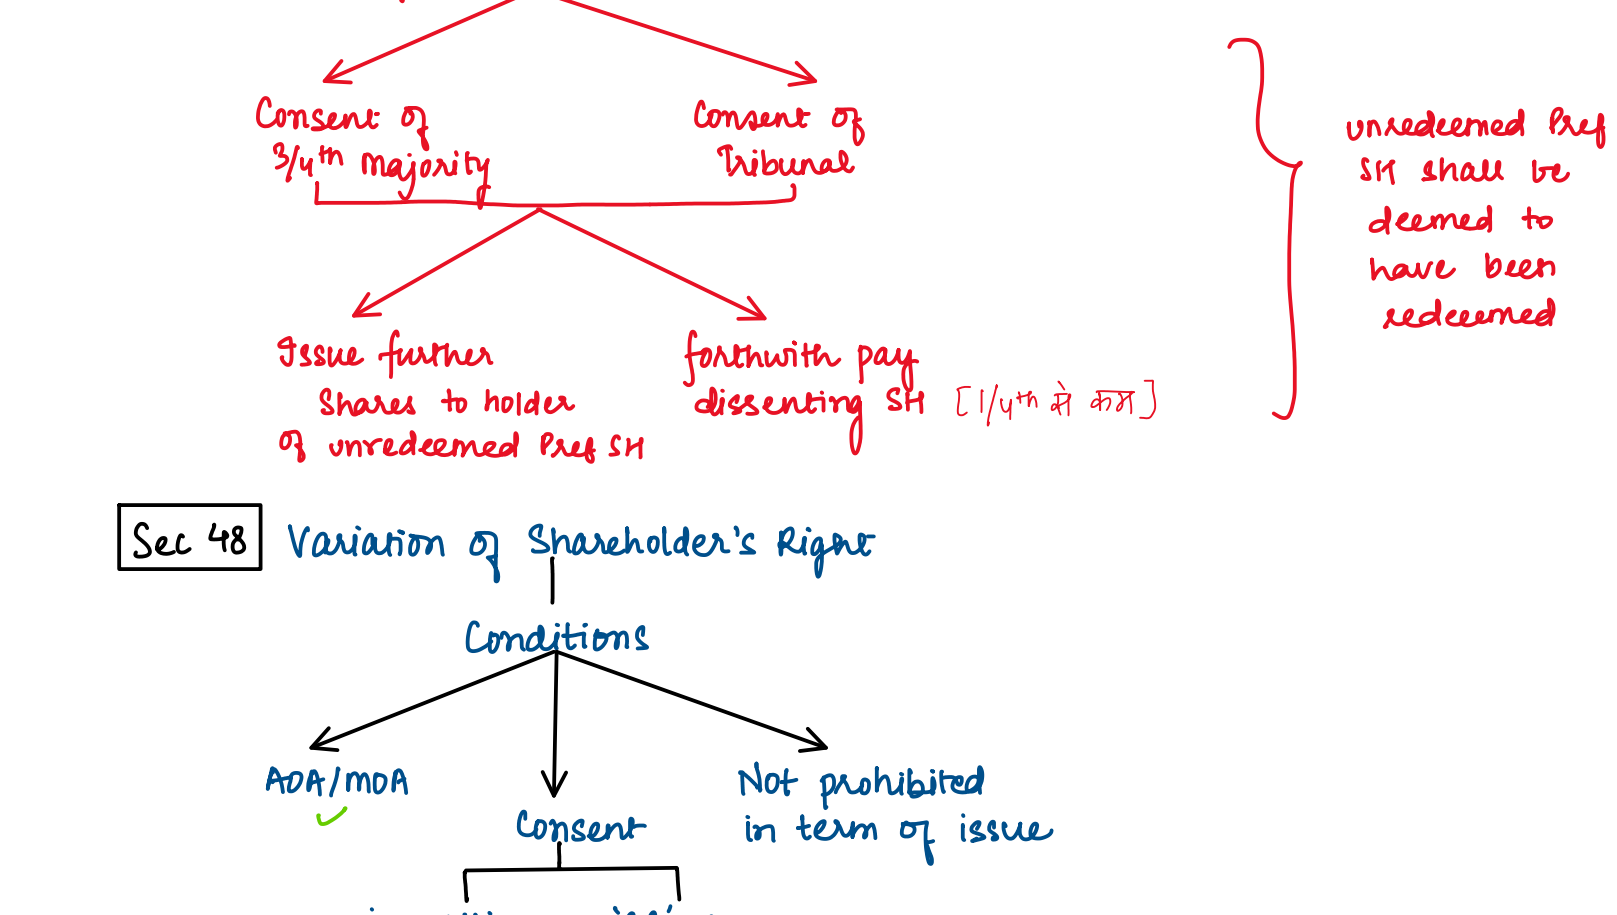 Consent of
3/4th Majority
Consent of
Tribunal
Issue further
Shares to holder
of unredeemed Pref SH
forthwith pay
dissenting SH [1/4th से कम]
unredeemed Pref
SH shall be
deemed to
have been
redeeemed
Sec 48 Variation of Shareholder's Right
Conditions
AOA/MOA
Consent
Not prohibited
in term of issue